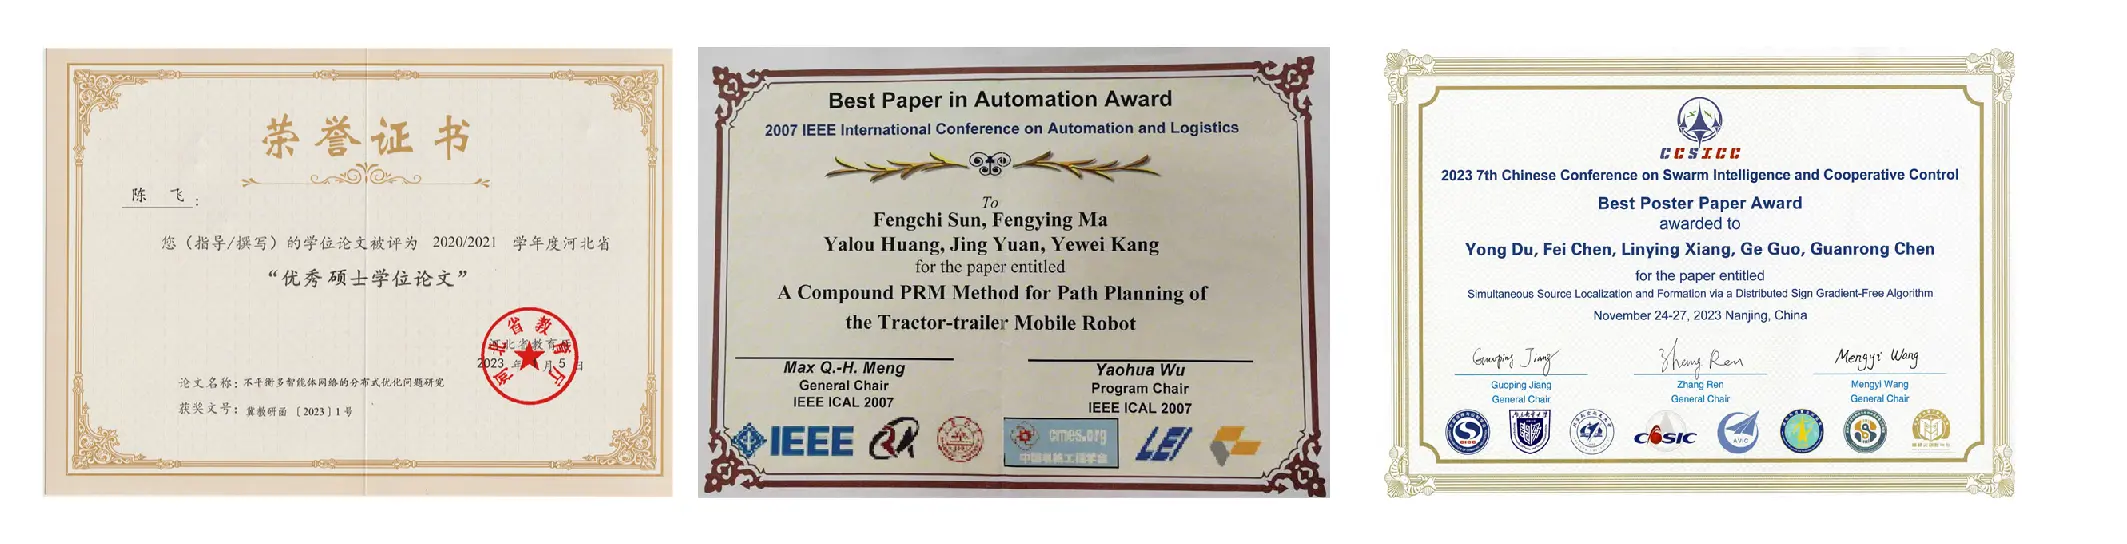 荣誉证书
陈 飞:
您(指导/撰写)的学位论文被评为 2020/2021 学年度河北省
“优秀硕士学位论文”
河北省教育厅
2023 年 月 5 日
论文名称:不平衡多智能体网络的分布式优化问题研究
获奖文号:冀教研函〔2023〕1号
Best Paper in Automation Award
2007 IEEE International Conference on Automation and Logistics
To
Fengchi Sun, Fengying Ma
Yalou Huang, Jing Yuan, Yewei Kang
for the paper entitled
A Compound PRM Method for Path Planning of
the Tractor-trailer Mobile Robot
Max Q.-H. Meng
General Chair
IEEE ICAL 2007
Yaohua Wu
Program Chair
IEEE ICAL 2007
IEEE
RA
cmes.org
中国机械工程学会
LEI
CCSICC
2023 7th Chinese Conference on Swarm Intelligence and Cooperative Control
Best Poster Paper Award
awarded to
Yong Du, Fei Chen, Linying Xiang, Ge Guo, Guanrong Chen
for the paper entitled
Simultaneous Source Localization and Formation via a Distributed Sign Gradient-Free Algorithm
November 24-27, 2023 Nanjing, China
Guoping Jiang
Zhang Ren
Mengyi Wang
Guoping Jiang
General Chair
Zhang Ren
General Chair
Mengyi Wang
General Chair
CASIC
AVIC